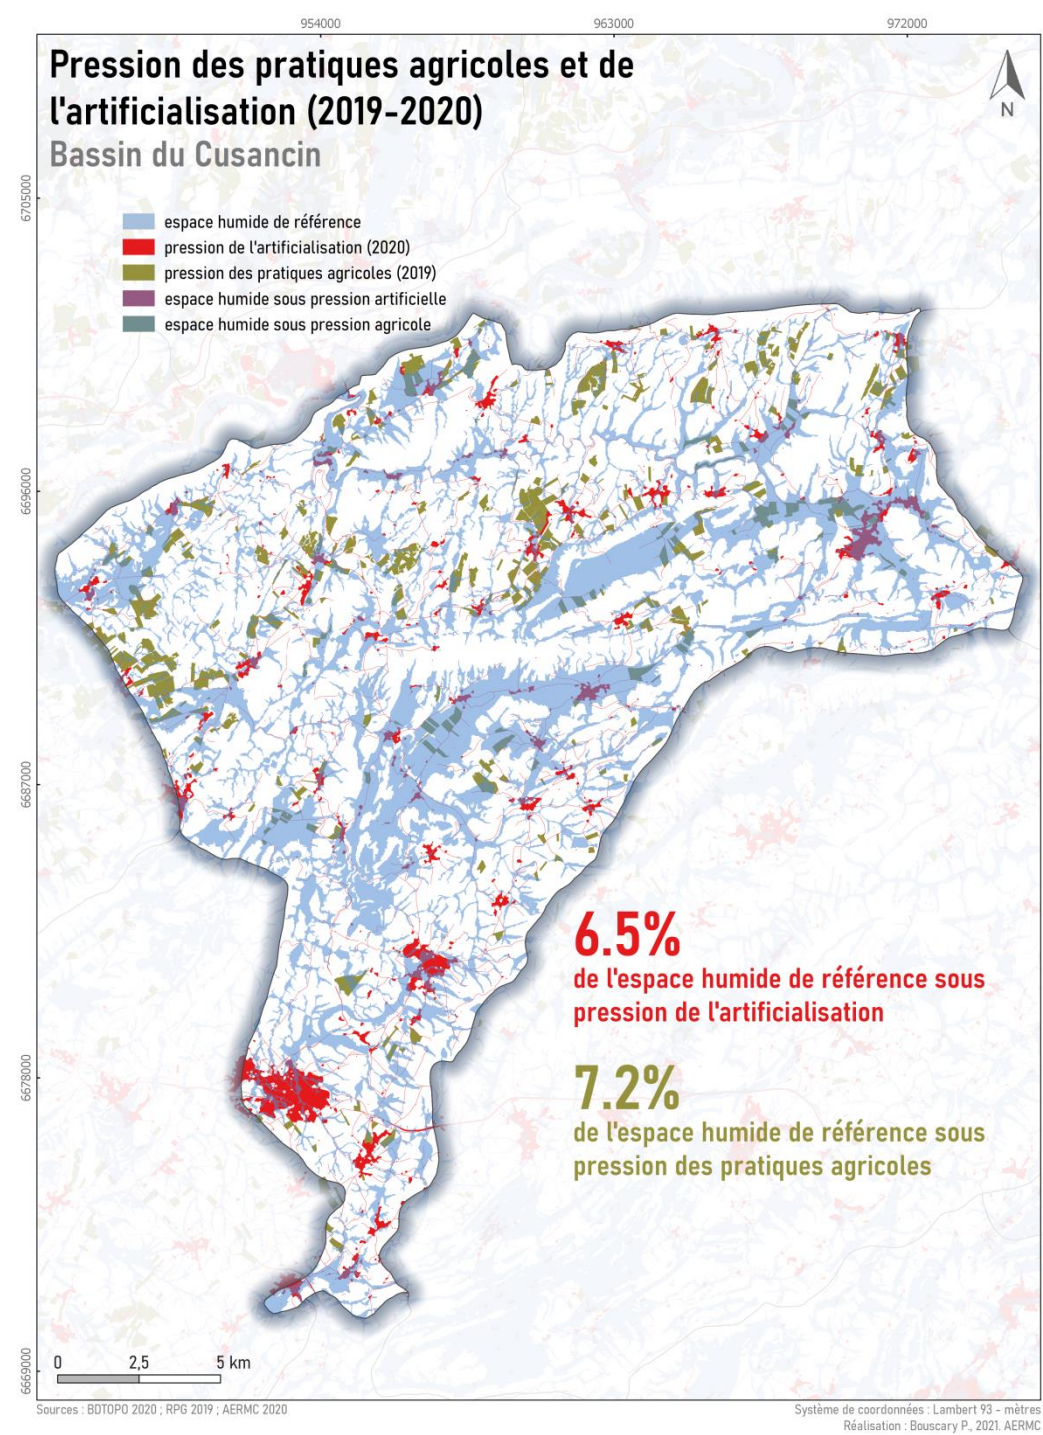 954000
963000
972000
Pression des pratiques agricoles et de
l'artificialisation (2019-2020)
Bassin du Cusancin
N
espace humide de référence
pression de l'artificialisation (2020)
pression des pratiques agricoles (2019)
espace humide sous pression artificielle
espace humide sous pression agricole
6705000
6696000
6687000
6678000
6669000
6.5%
de l'espace humide de référence sous
pression de l'artificialisation
7.2%
de l'espace humide de référence sous
pression des pratiques agricoles
0 2,5 5 km
Sources : BDTOPO 2020 ; RPG 2019 ; AERMC 2020
Système de coordonnées : Lambert 93 - mètres
Réalisation : Bouscary P., 2021. AERMC